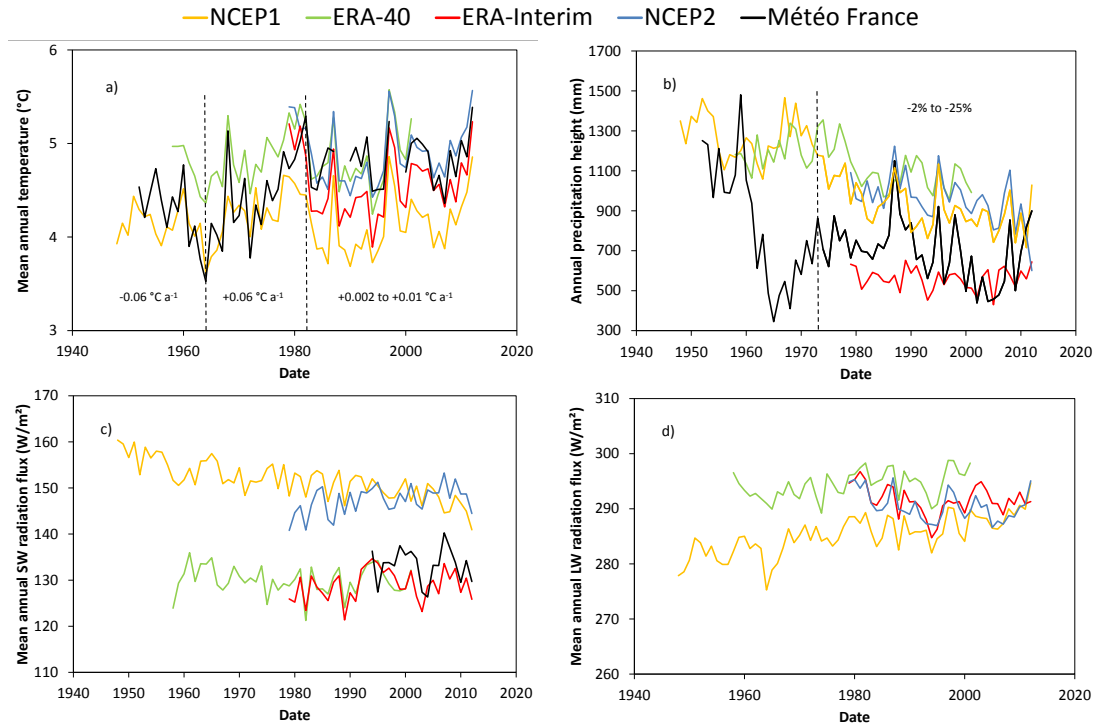 NCEP1 ERA-40 ERA-Interim NCEP2 Météo France
a)
Mean annual temperature (°C)
6
5
4
3
-0.06 °C a⁻¹
+0.06 °C a⁻¹
+0.002 to +0.01 °C a⁻¹
1940 1960 1980 2000 2020
Date
b)
Annual precipitation height (mm)
1700
1500
1300
1100
900
700
500
300
-2% to -25%
1940 1950 1960 1970 1980 1990 2000 2010 2020
Date
c)
Mean annual SW radiation flux (W/m²)
170
160
150
140
130
120
110
1940 1950 1960 1970 1980 1990 2000 2010 2020
Date
d)
Mean annual LW radiation flux (W/m²)
310
300
290
280
270
260
1940 1960 1980 2000 2020
Date